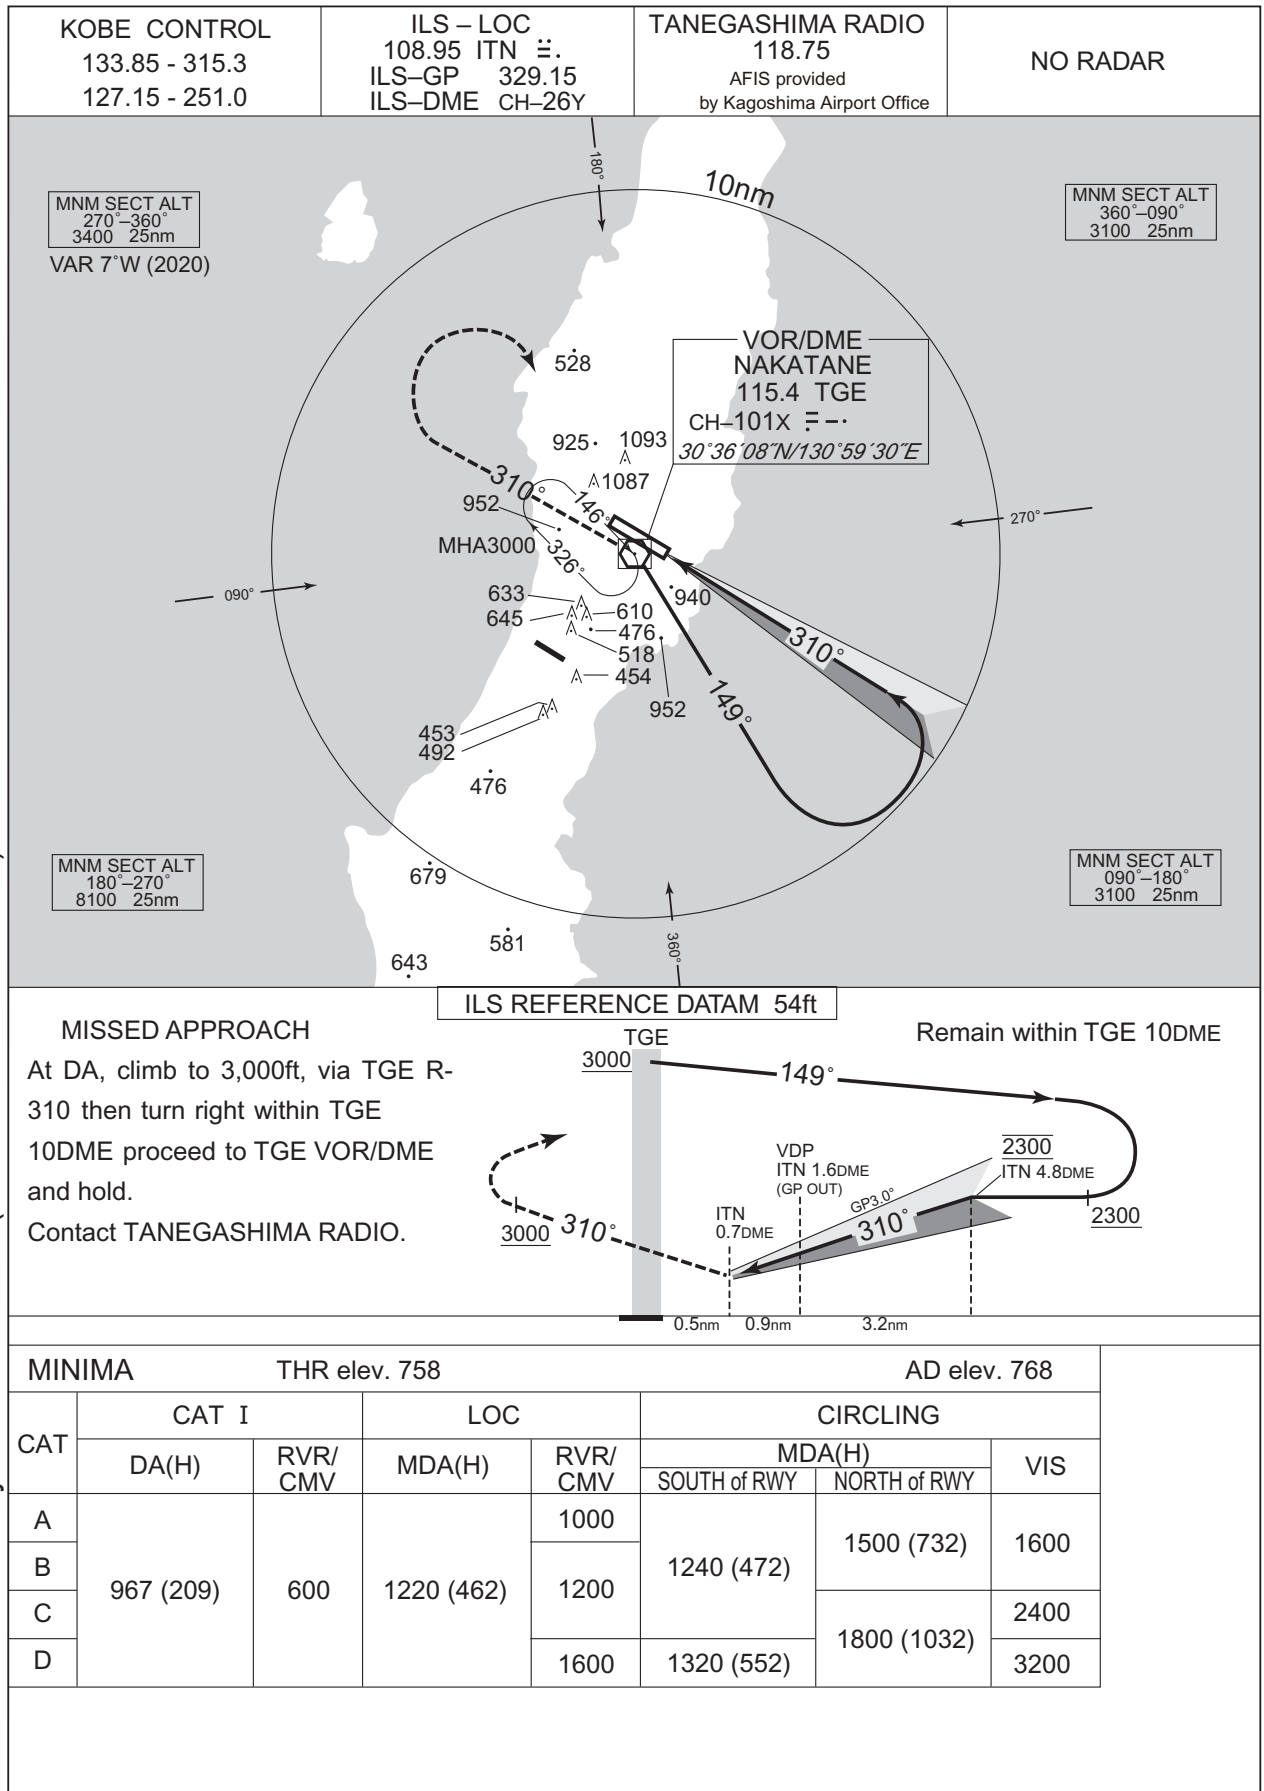 KOBE CONTROL
133.85 - 315.3
127.15 - 251.0
ILS – LOC
108.95 ITN
ILS–GP 329.15
ILS–DME CH–26Y
TANEGASHIMA RADIO
118.75
AFIS provided
by Kagoshima Airport Office
NO RADAR
180°
10nm
MNM SECT ALT
270°–360°
3400 25nm
VAR 7°W (2020)
MNM SECT ALT
360°–090°
3100 25nm
VOR/DME
NAKATANE
115.4 TGE
CH–101X
30°36´08˝N/130°59´30˝E
528
925
1093
1087
310°
146°
952
MHA3000
326°
270°
090°
633
645
610
476
518
454
940
952
310°
149°
453
492
476
679
581
643
360°
MNM SECT ALT
180°–270°
8100 25nm
MNM SECT ALT
090°–180°
3100 25nm
ILS REFERENCE DATAM 54ft
MISSED APPROACH
At DA, climb to 3,000ft, via TGE R-
310 then turn right within TGE
10DME proceed to TGE VOR/DME
and hold.
Contact TANEGASHIMA RADIO.
TGE
3000
149°
Remain within TGE 10DME
VDP
ITN 1.6DME
(GP OUT)
2300
ITN 4.8DME
GP3.0°
310°
2300
ITN
0.7DME
3000
310°
0.5nm
0.9nm
3.2nm
MINIMA
THR elev. 758
AD elev. 768
CAT
CAT I
LOC
CIRCLING
DA(H)
RVR/
CMV
MDA(H)
RVR/
CMV
MDA(H)
SOUTH of RWY
NORTH of RWY
VIS
A
B
C
D
967 (209)
600
1220 (462)
1000
1200
1600
1240 (472)
1320 (552)
1500 (732)
1800 (1032)
1600
2400
3200